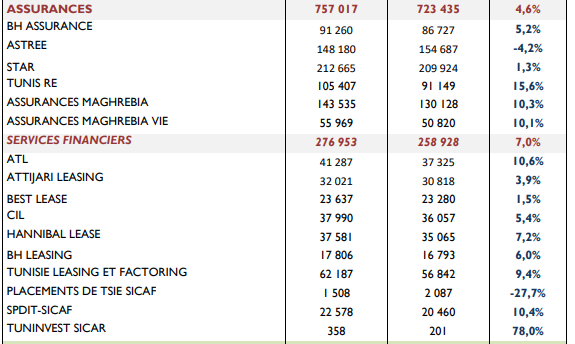 ASSURANCES 757 017 723 435 4,6%
BH ASSURANCE 91 260 86 727 5,2%
ASTREE 148 180 154 687 -4,2%
STAR 212 665 209 924 1,3%
TUNIS RE 105 407 91 149 15,6%
ASSURANCES MAGHREBIA 143 535 130 128 10,3%
ASSURANCES MAGHREBIA VIE 55 969 50 820 10,1%
SERVICES FINANCIERS 276 953 258 928 7,0%
ATL 41 287 37 325 10,6%
ATTIJARI LEASING 32 021 30 818 3,9%
BEST LEASE 23 637 23 280 1,5%
CIL 37 990 36 057 5,4%
HANNIBAL LEASE 37 581 35 065 7,2%
BH LEASING 17 806 16 793 6,0%
TUNISIE LEASING ET FACTORING 62 187 56 842 9,4%
PLACEMENTS DE TSIE SICAF 1 508 2 087 -27,7%
SPDIT-SICAF 22 578 20 460 10,4%
TUNINVEST SICAR 358 201 78,0%